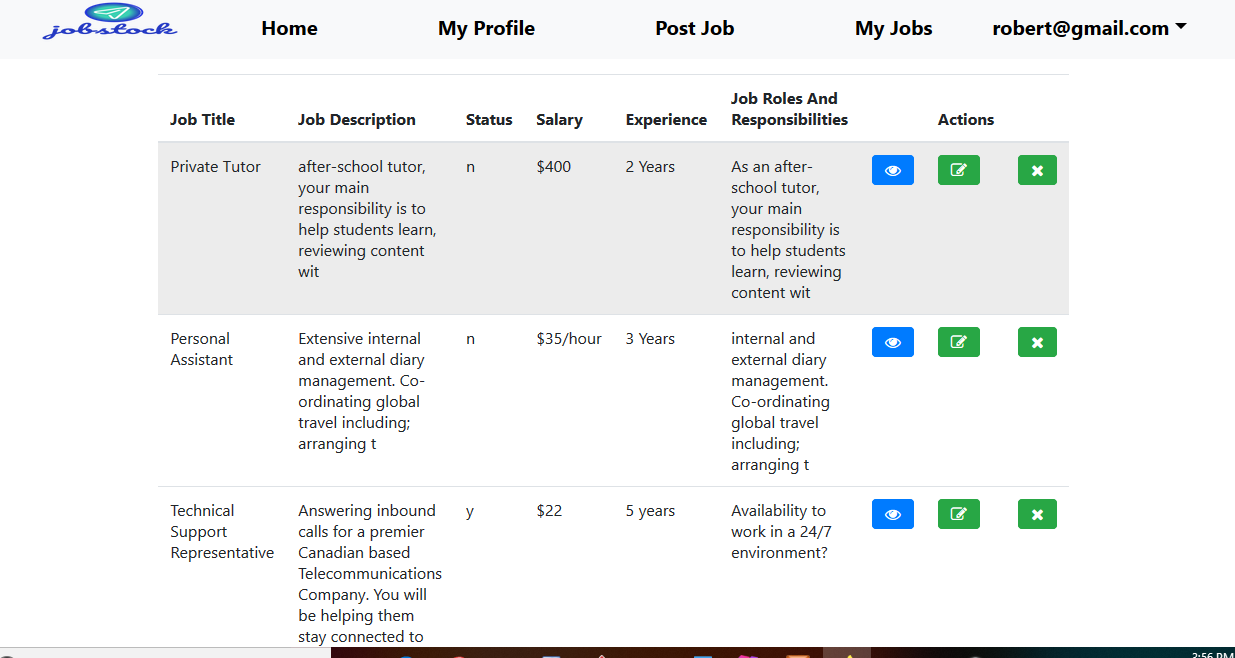 jobstock
Home
My Profile
Post Job
My Jobs
robert@gmail.com
Job Title
Job Description
Status
Salary
Experience
Job Roles And
Responsibilities
Actions
Private Tutor
after-school tutor,
your main
responsibility is to
help students learn,
reviewing content
wit
n
$400
2 Years
As an after-
school tutor,
your main
responsibility is
to help students
learn, reviewing
content wit
Personal
Assistant
Extensive internal
and external diary
management. Co-
ordinating global
travel including;
arranging t
n
$35/hour
3 Years
internal and
external diary
management.
Co-ordinating
global travel
including;
arranging t
Technical
Support
Representative
Answering inbound
calls for a premier
Canadian based
Telecommunications
Company. You will
be helping them
stay connected to
y
$22
5 years
Availability to
work in a 24/7
environment?
2:56 PM